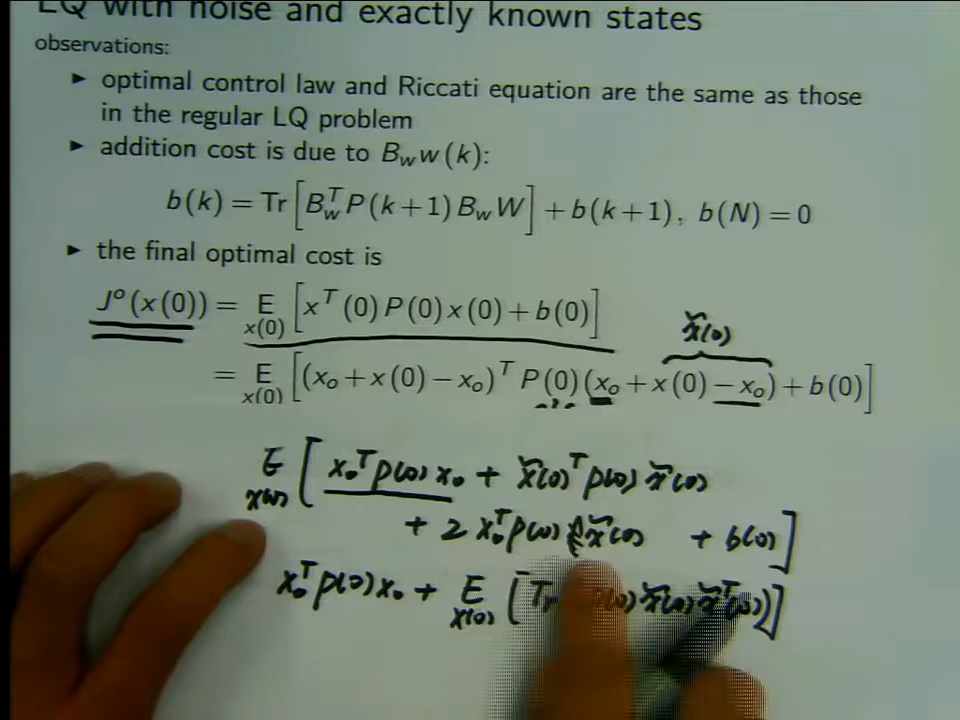 LQ with noise and exactly known states
observations:
▶ optimal control law and Riccati equation are the same as those
in the regular LQ problem
▶ addition cost is due to B_w w(k):
b(k) = Tr[B_w^T P(k+1) B_w W] + b(k+1), b(N) = 0
▶ the final optimal cost is
J°(x(0)) = E_{x(0)} [x^T(0) P(0) x(0) + b(0)]
x̃(0)
= E_{x(0)} [(x_o + x(0) − x_o)^T P(0) (x_o + x(0) − x_o) + b(0)]
E_{x(0)} [x_o^T P(0) x_o + x̃(0)^T P(0) x̃(0)
+ 2 x_o^T P(0) x̃(0) + b(0)]
x_o^T P(0) x_o + E_{x(0)} [Tr P(0) x̃(0) x̃^T(0))]